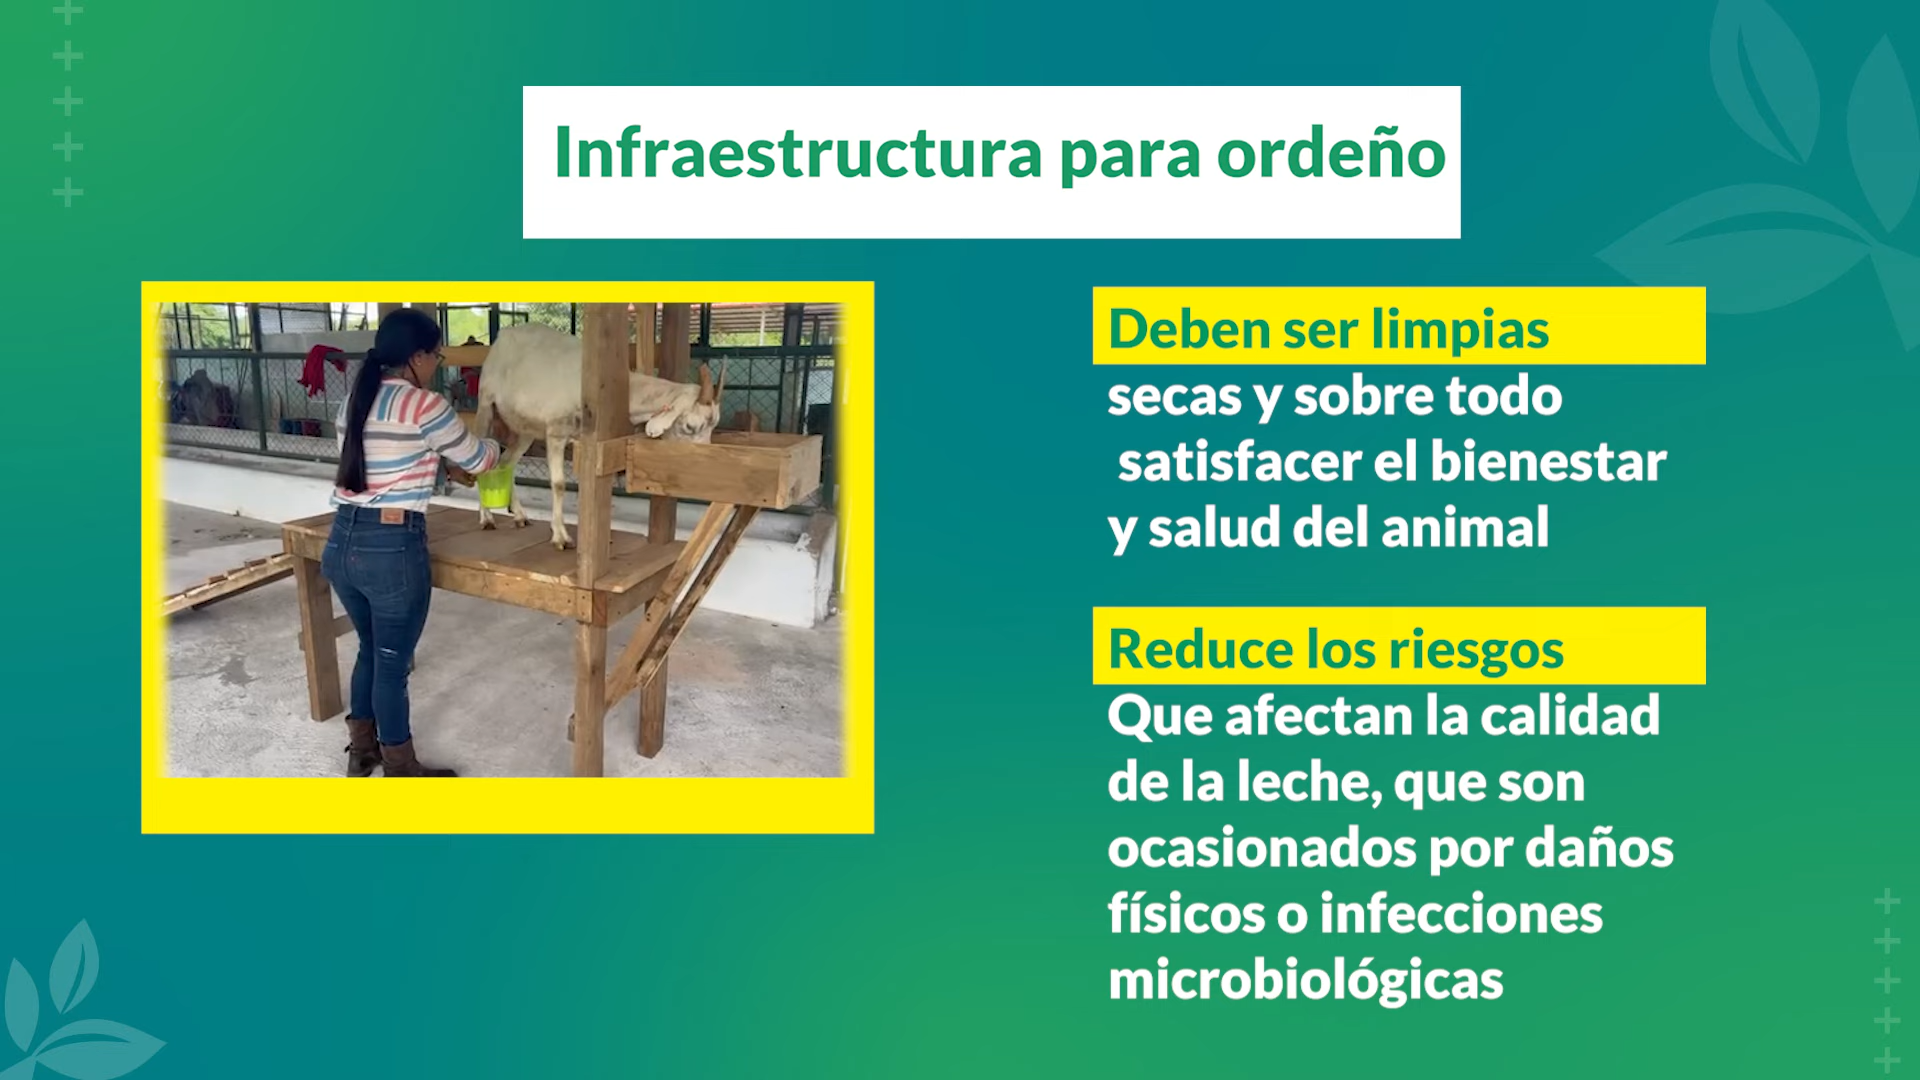 Infraestructura para ordeño
Deben ser limpias
secas y sobre todo
satisfacer el bienestar
y salud del animal
Reduce los riesgos
Que afectan la calidad
de la leche, que son
ocasionados por daños
físicos o infecciones
microbiológicas